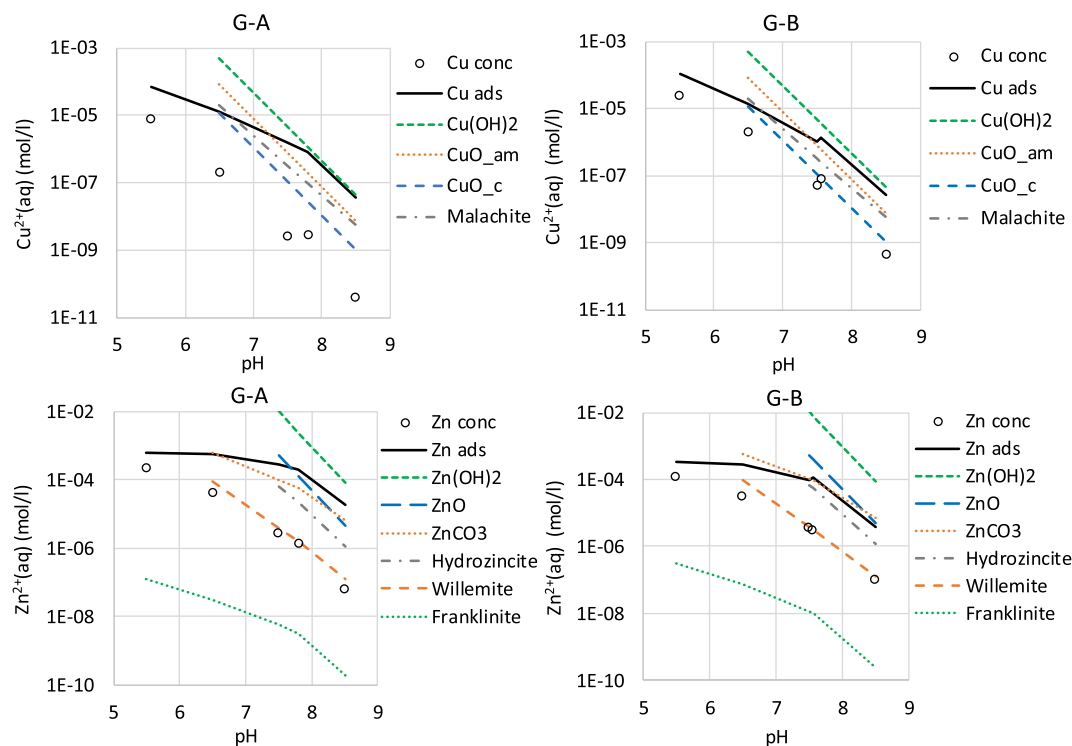 G-A
1E-03
1E-05
1E-07
1E-09
1E-11
Cu²⁺(aq) (mol/l)
5 6 7 8 9
pH
Cu conc
Cu ads
Cu(OH)2
CuO_am
CuO_c
Malachite
G-B
1E-03
1E-05
1E-07
1E-09
1E-11
Cu²⁺(aq) (mol/l)
5 6 7 8 9
pH
Cu conc
Cu ads
Cu(OH)2
CuO_am
CuO_c
Malachite
G-A
1E-02
1E-04
1E-06
1E-08
1E-10
Zn²⁺(aq) (mol/l)
5 6 7 8 9
pH
Zn conc
Zn ads
Zn(OH)2
ZnO
ZnCO3
Hydrozincite
Willemite
Franklinite
G-B
1E-02
1E-04
1E-06
1E-08
1E-10
Zn²⁺(aq) (mol/l)
5 6 7 8 9
pH
Zn conc
Zn ads
Zn(OH)2
ZnO
ZnCO3
Hydrozincite
Willemite
Franklinite